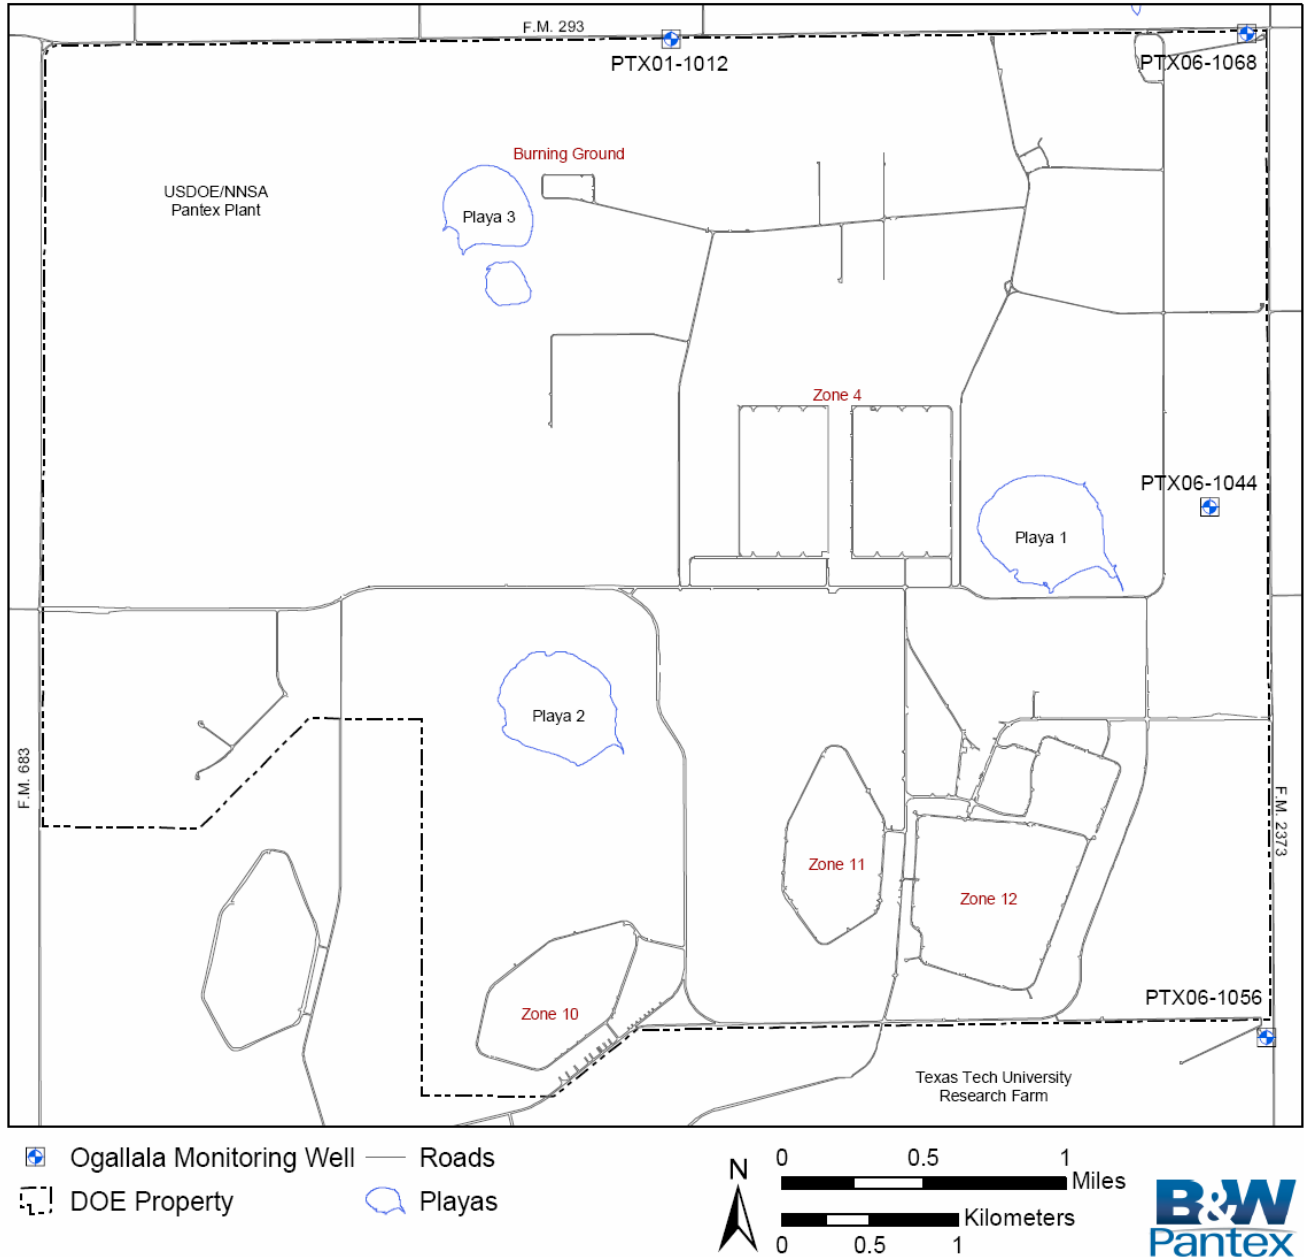 F.M. 293
PTX01-1012
PTX06-1068
Burning Ground
USDOE/NNSA
Pantex Plant
Playa 3
Zone 4
PTX06-1044
Playa 1
Playa 2
F.M. 683
F.M. 2373
Zone 11
Zone 12
PTX06-1056
Zone 10
Texas Tech University
Research Farm
Ogallala Monitoring Well
Roads
DOE Property
Playas
N
0 0.5 1
Miles
Kilometers
0 0.5 1
B&W
Pantex